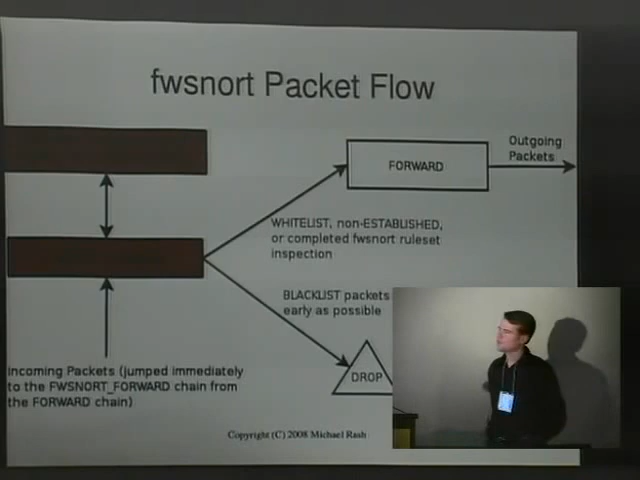 fwsnort Packet Flow
Outgoing
Packets
FORWARD
WHITELIST, non-ESTABLISHED,
or completed fwsnort ruleset
inspection
BLACKLIST packets
early as possible
DROP
Incoming Packets (jumped immediately
to the FWSNORT_FORWARD chain from
the FORWARD chain)
Copyright (C) 2008 Michael Rash